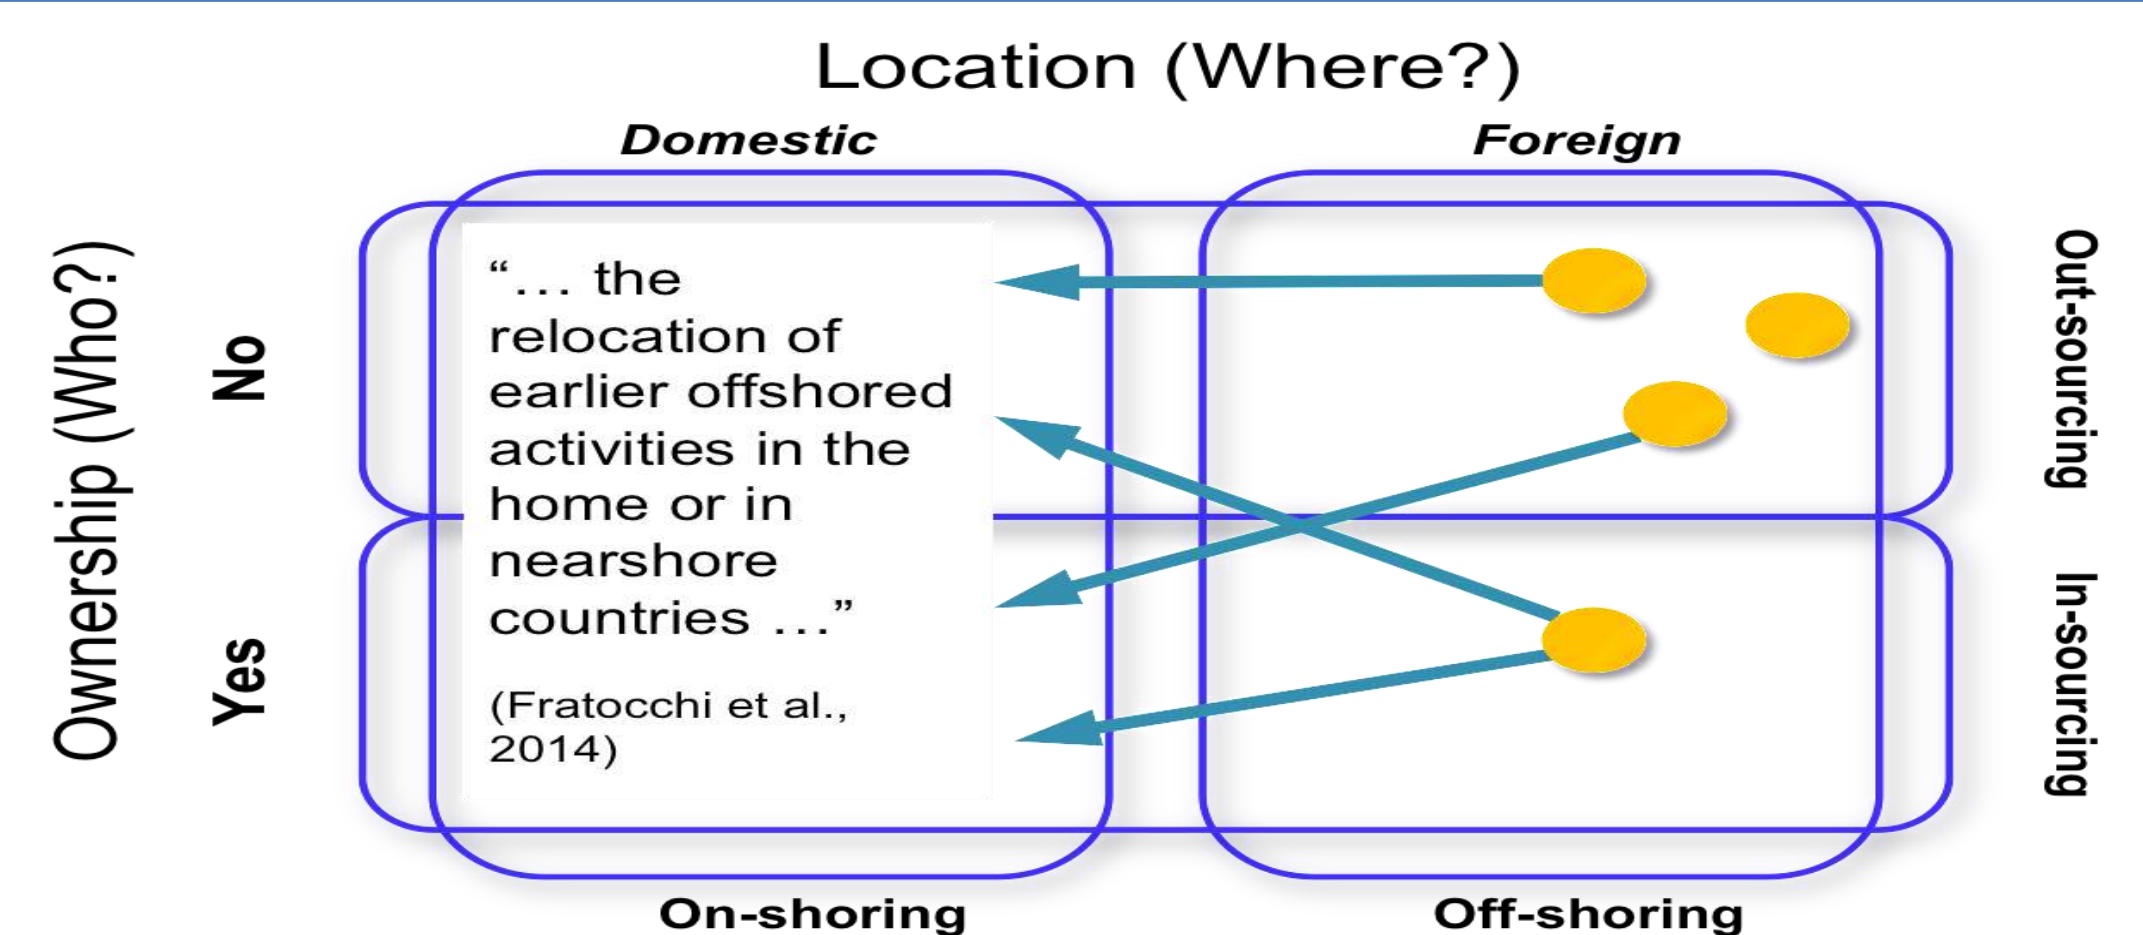 Location (Where?)
Domestic
Foreign
Ownership (Who?)
No
Yes
“… the
relocation of
earlier offshored
activities in the
home or in
nearshore
countries …”
(Fratocchi et al.,
2014)
Out-sourcing
In-sourcing
On-shoring
Off-shoring